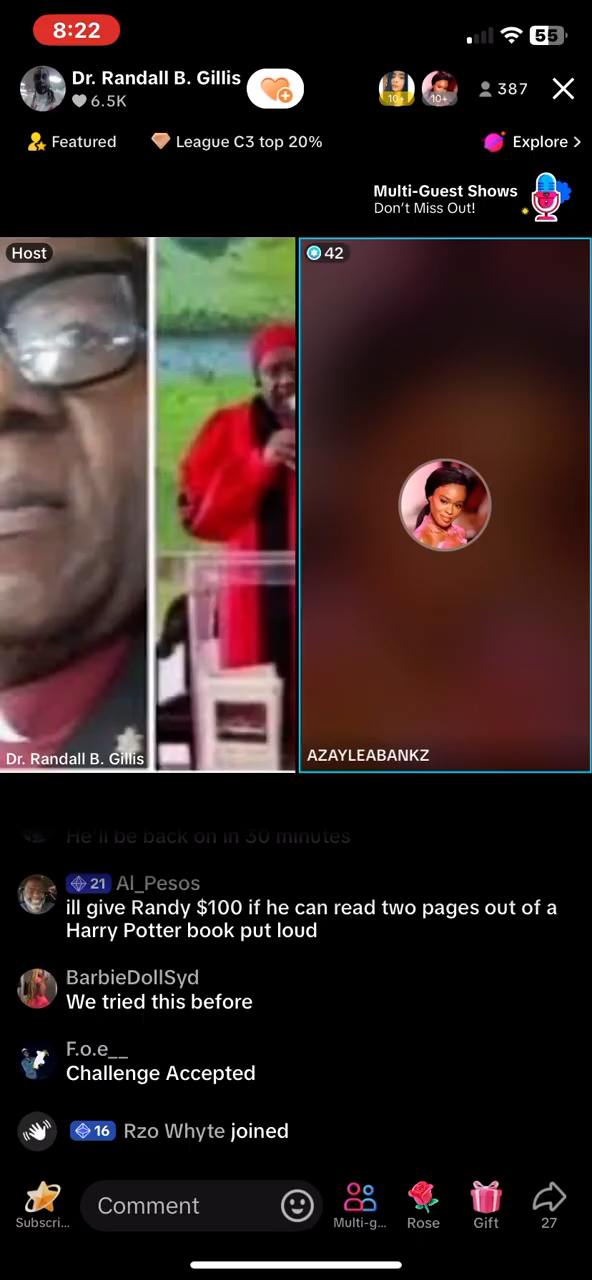 8:22
55
Dr. Randall B. Gillis
6.5K
10+
10+
387
Featured
League C3 top 20%
Explore >
Multi-Guest Shows
Don't Miss Out!
Host
42
Dr. Randall B. Gillis
AZAYLEABANKZ
He'll be back on in 30 minutes
21 Al_Pesos
ill give Randy $100 if he can read two pages out of a
Harry Potter book put loud
BarbieDollSyd
We tried this before
F.o.e__
Challenge Accepted
16 Rzo Whyte joined
Comment
Subscri...
Multi-g...
Rose
Gift
27